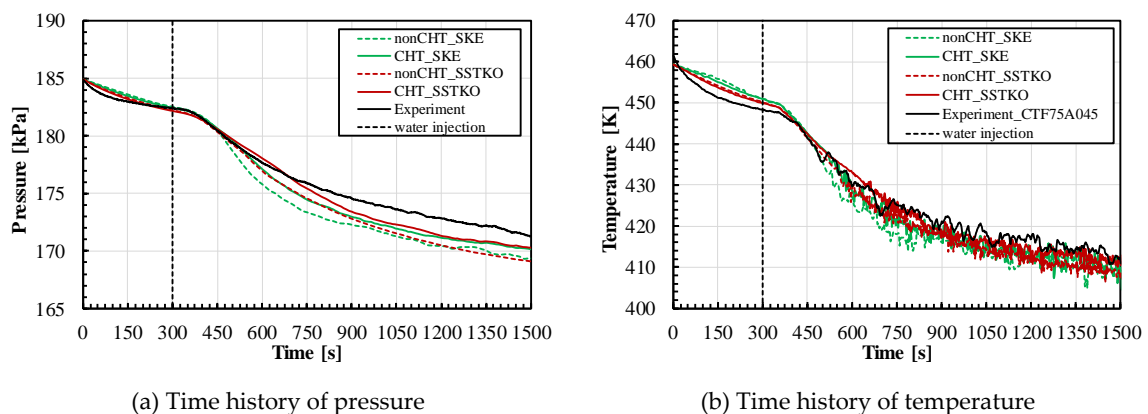 190
185
180
175
170
165
Pressure [kPa]
nonCHT_SKE
CHT_SKE
nonCHT_SSTKO
CHT_SSTKO
Experiment
water injection
0 150 300 450 600 750 900 1050 1200 1350 1500
Time [s]
(a) Time history of pressure
470
460
450
440
430
420
410
400
Temperature [K]
nonCHT_SKE
CHT_SKE
nonCHT_SSTKO
CHT_SSTKO
Experiment_CTF75A045
water injection
0 150 300 450 600 750 900 1050 1200 1350 1500
Time [s]
(b) Time history of temperature